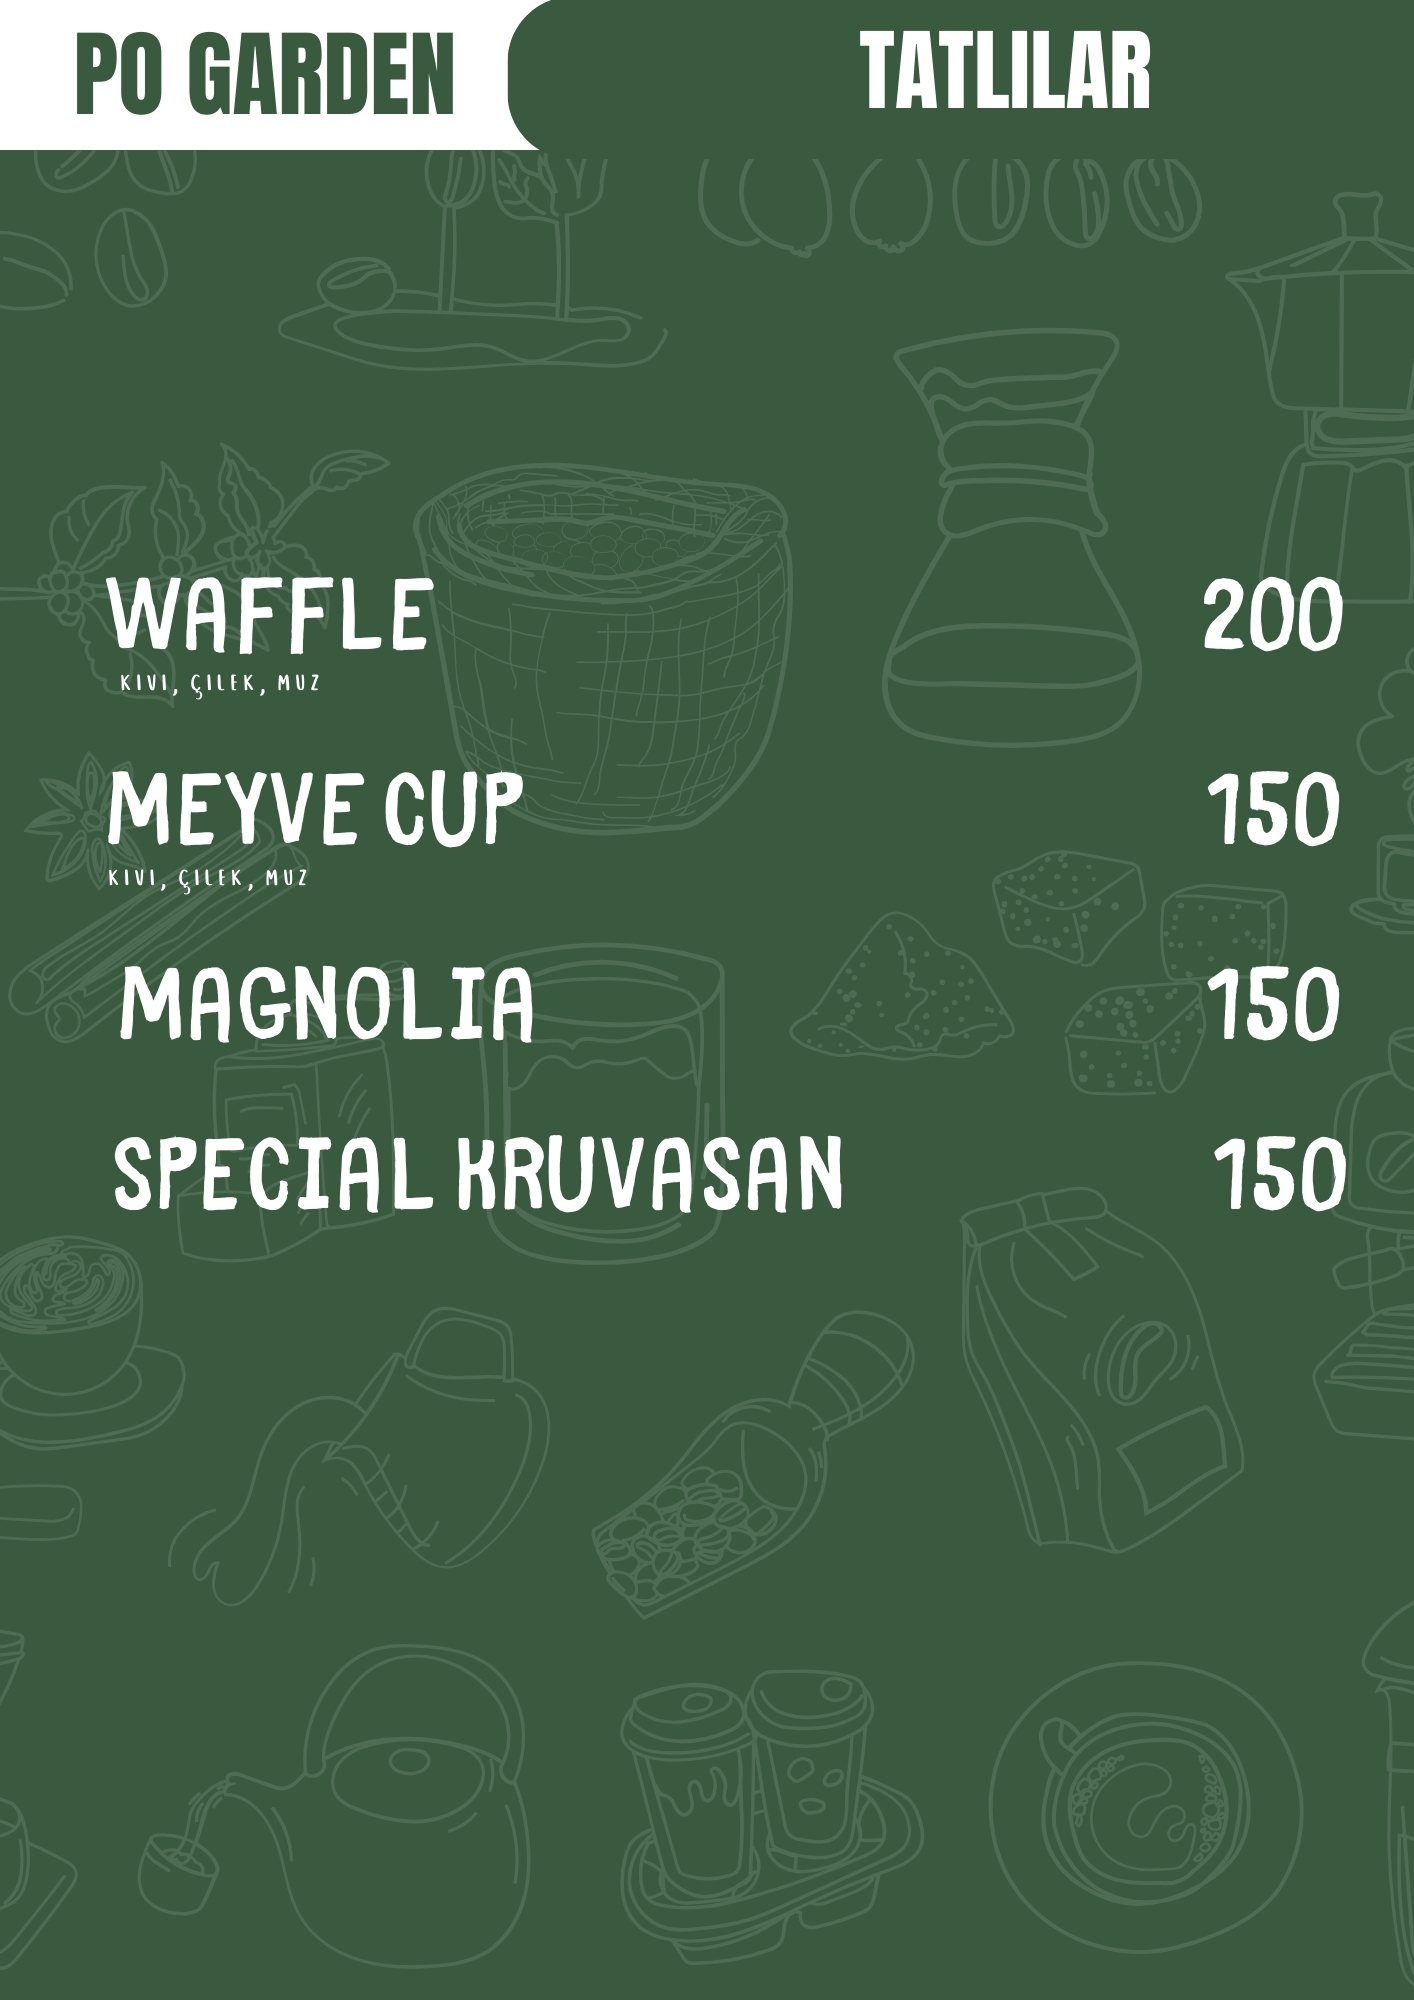 PO GARDEN
TATLILAR
WAFFLE 200
KIVI, ÇILEK, MUZ
MEYVE CUP 150
KIVI, ÇILEK, MUZ
MAGNOLIA 150
SPECIAL KRUVASAN 150